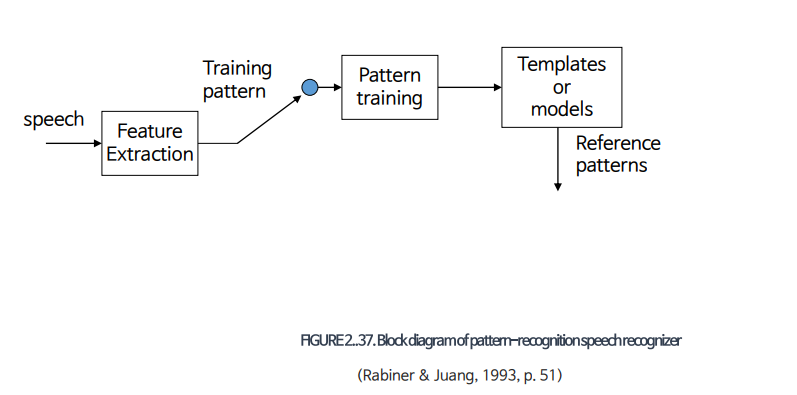 Training
pattern
Pattern
training
Templates
or
models
speech
Feature
Extraction
Reference
patterns
FIGURE 2..37. Block diagram of pattern-recognition speech recognizer
(Rabiner & Juang, 1993, p. 51)